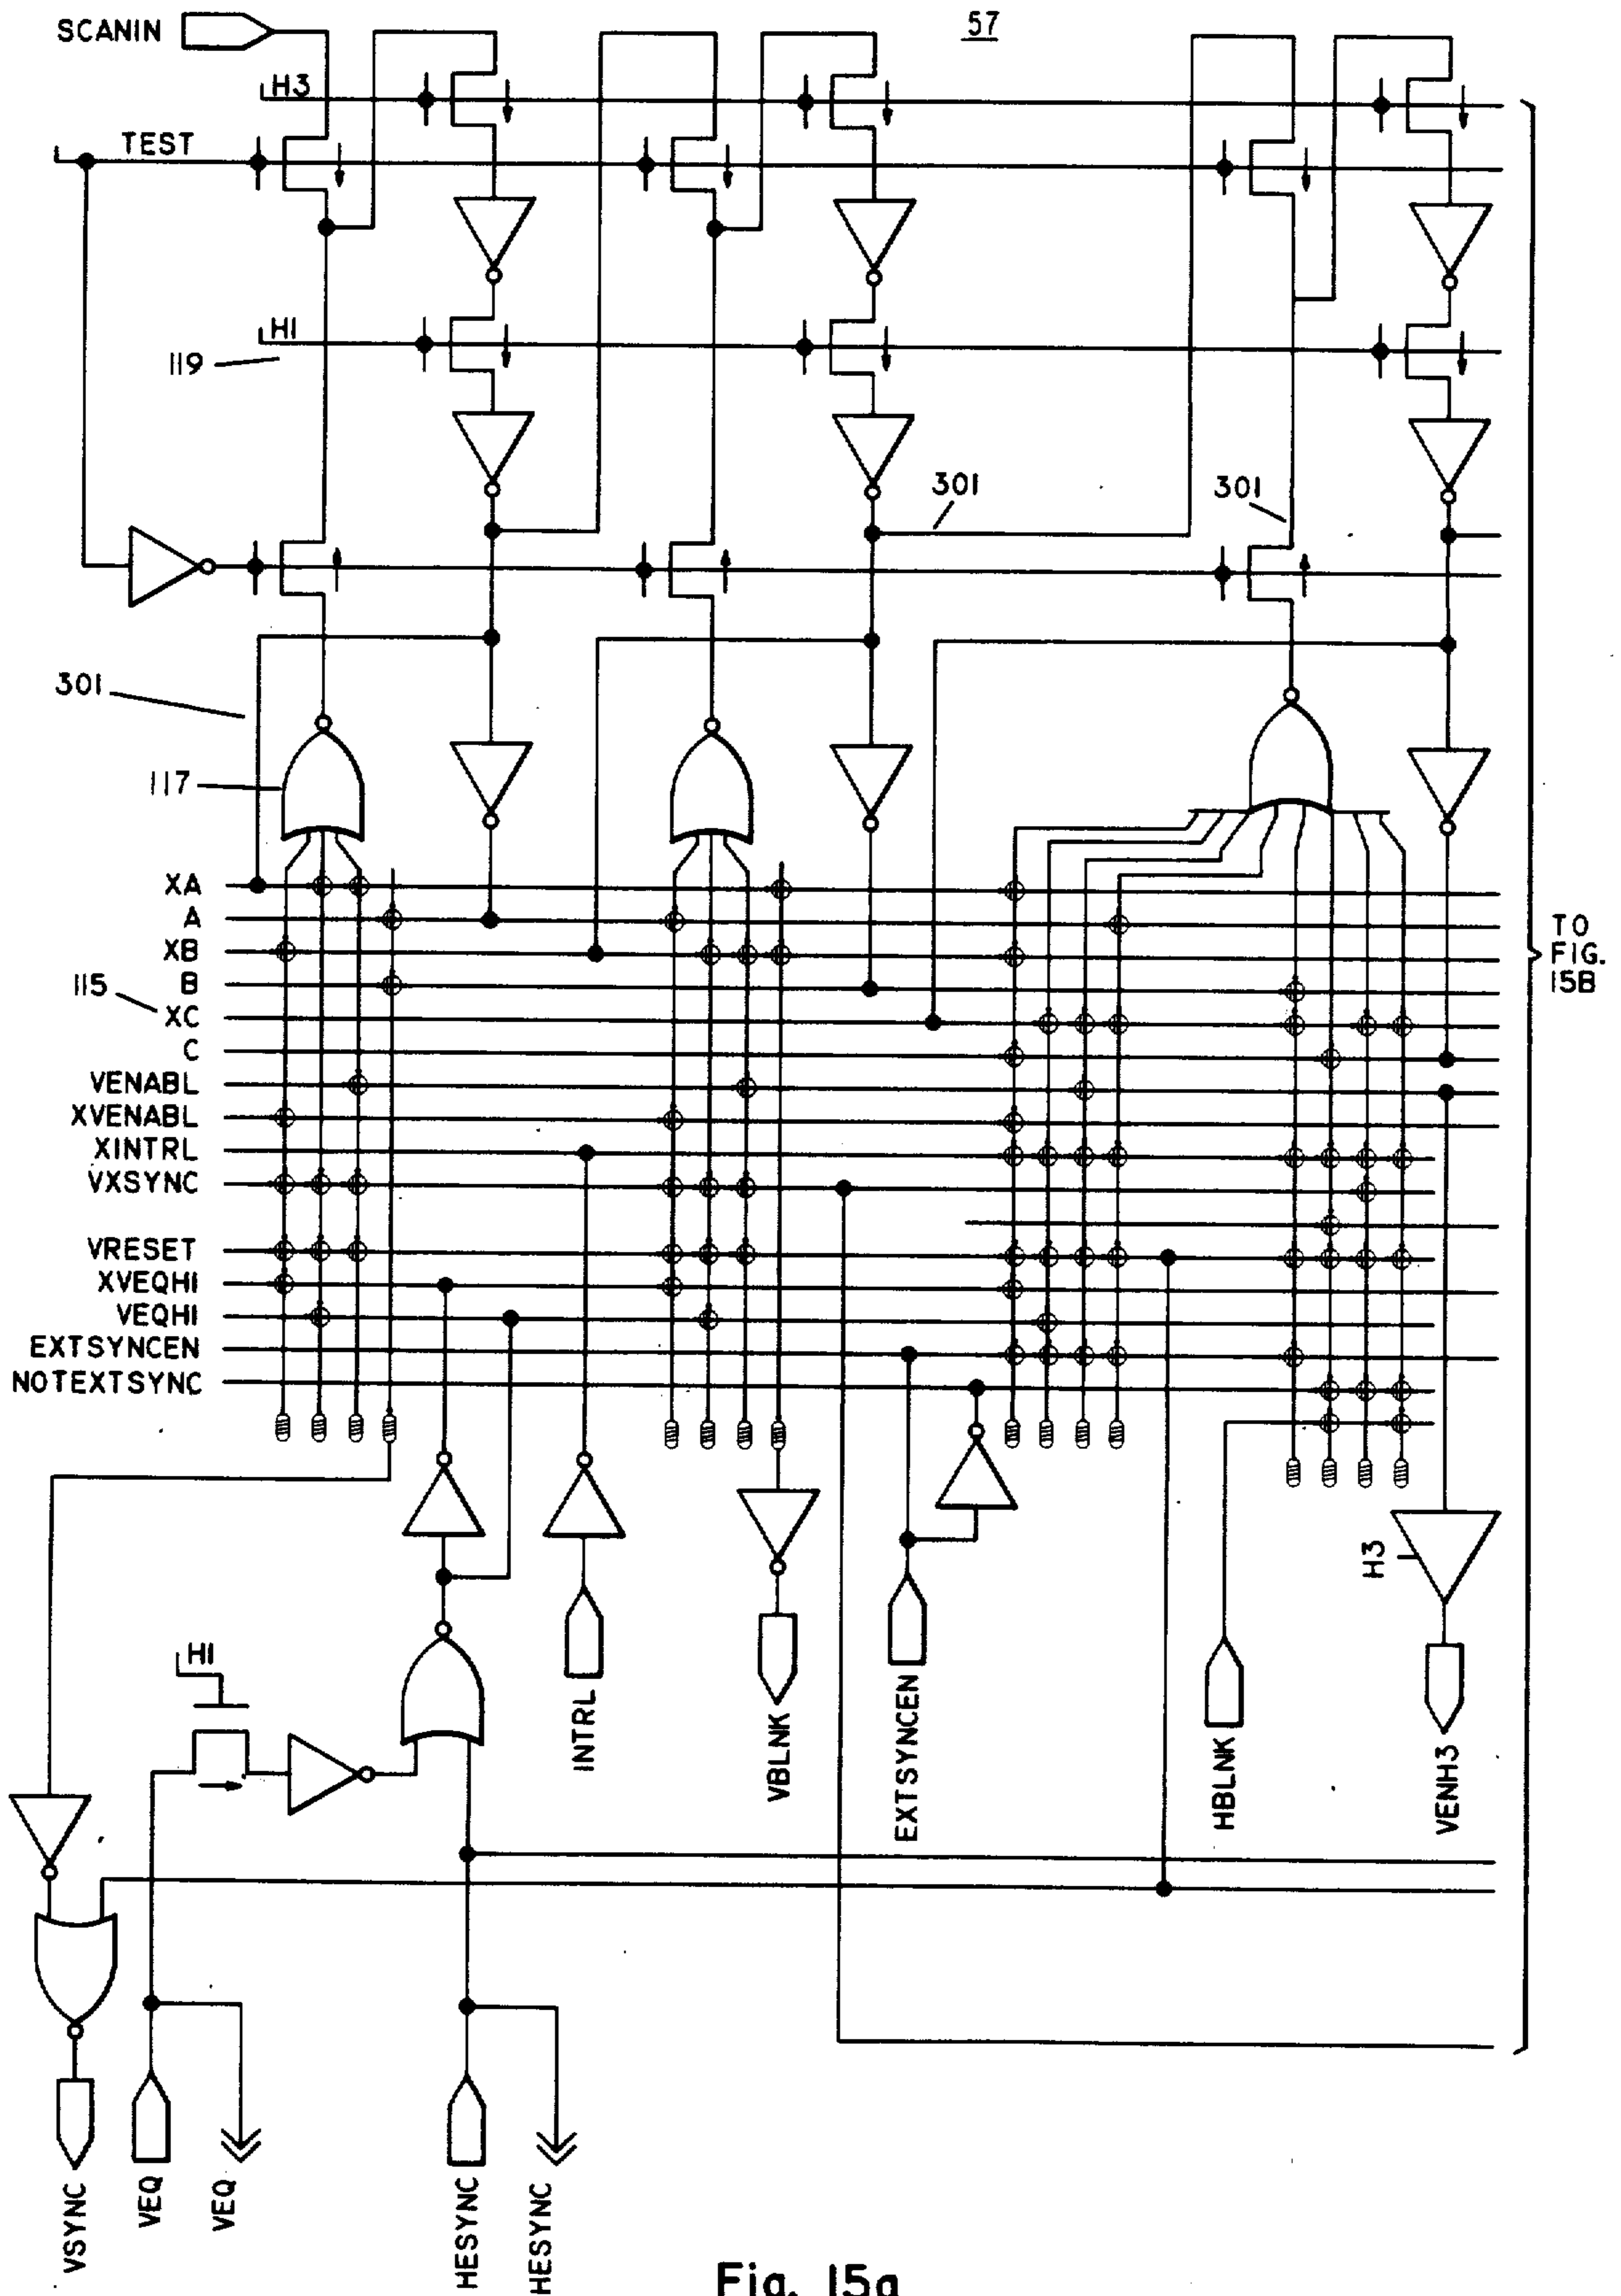 57
SCANIN
H3
TEST
H1
119
301
301
301
117
XA
A
XB
B
115
XC
C
VENABL
XVENABL
XINTRL
VXSYNC
VRESET
XVEQHI
VEQHI
EXTSYNCEN
NOTEXTSYNC
TO
FIG.
15B
H3
H1
INTRL
VBLNK
EXTSYNCEN
HBLNK
VENH3
VSYNC
VEQ
VEQ
HESYNC
HESYNC
Fig. 15a